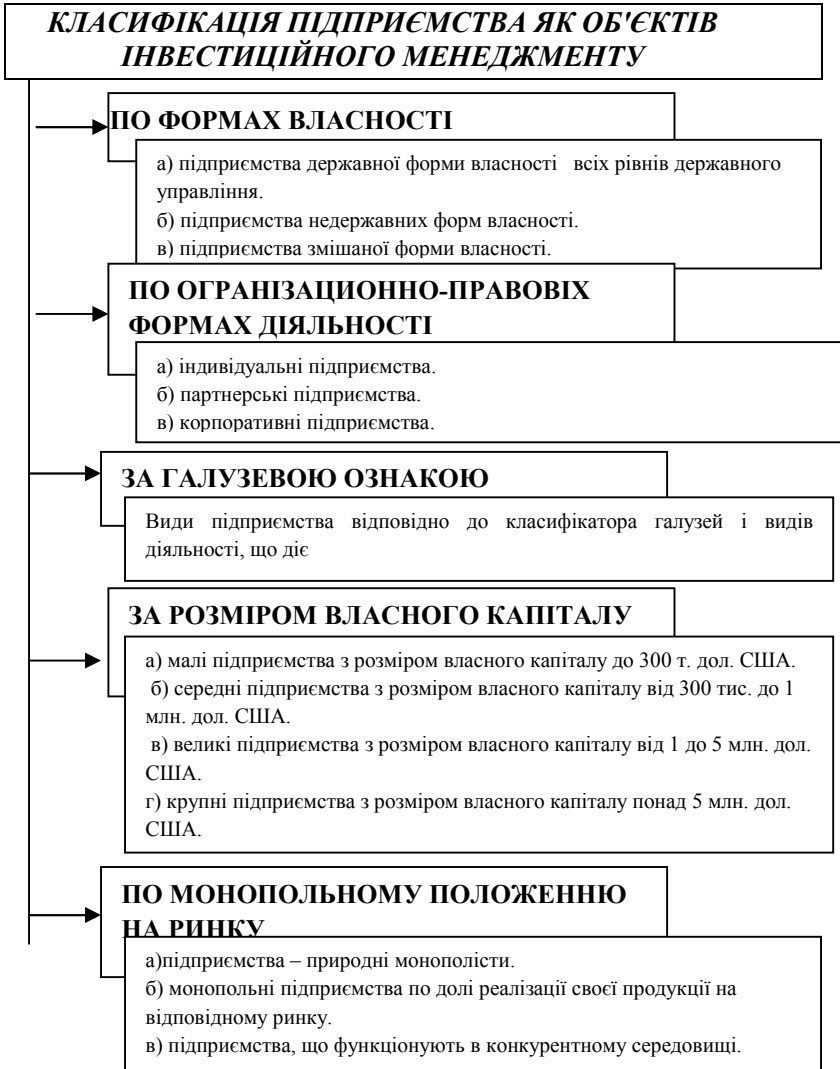 КЛАСИФІКАЦІЯ ПІДПРИЄМСТВА ЯК ОБ'ЄКТІВ
ІНВЕСТИЦІЙНОГО МЕНЕДЖМЕНТУ
ПО ФОРМАХ ВЛАСНОСТІ
а) підприємства державної форми власності всіх рівнів державного
управління.
б) підприємства недержавних форм власності.
в) підприємства змішаної форми власності.
ПО ОГРАНІЗАЦИОННО-ПРАВОВІХ
ФОРМАХ ДІЯЛЬНОСТІ
а) індивідуальні підприємства.
б) партнерські підприємства.
в) корпоративні підприємства.
ЗА ГАЛУЗЕВОЮ ОЗНАКОЮ
Види підприємства відповідно до класифікатора галузей і видів
діяльності, що діє
ЗА РОЗМІРОМ ВЛАСНОГО КАПІТАЛУ
а) малі підприємства з розміром власного капіталу до 300 т. дол. США.
б) середні підприємства з розміром власного капіталу від 300 тис. до 1
млн. дол. США.
в) великі підприємства з розміром власного капіталу від 1 до 5 млн. дол.
США.
г) крупні підприємства з розміром власного капіталу понад 5 млн. дол.
США.
ПО МОНОПОЛЬНОМУ ПОЛОЖЕННЮ
НА РИНКУ
а)підприємства – природні монополісти.
б) монопольні підприємства по долі реалізації своєї продукції на
відповідному ринку.
в) підприємства, що функціонують в конкурентному середовищі.